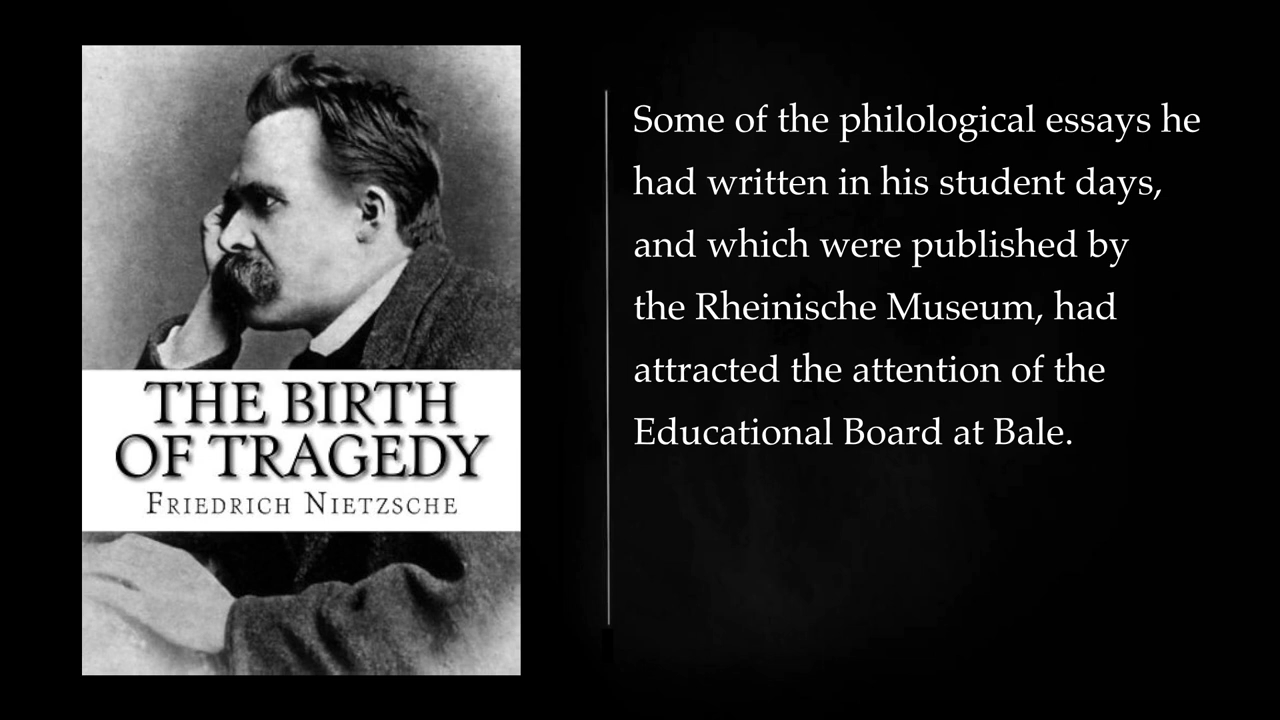 THE BIRTH
OF TRAGEDY
FRIEDRICH NIETZSCHE
Some of the philological essays he
had written in his student days,
and which were published by
the Rheinische Museum, had
attracted the attention of the
Educational Board at Bale.